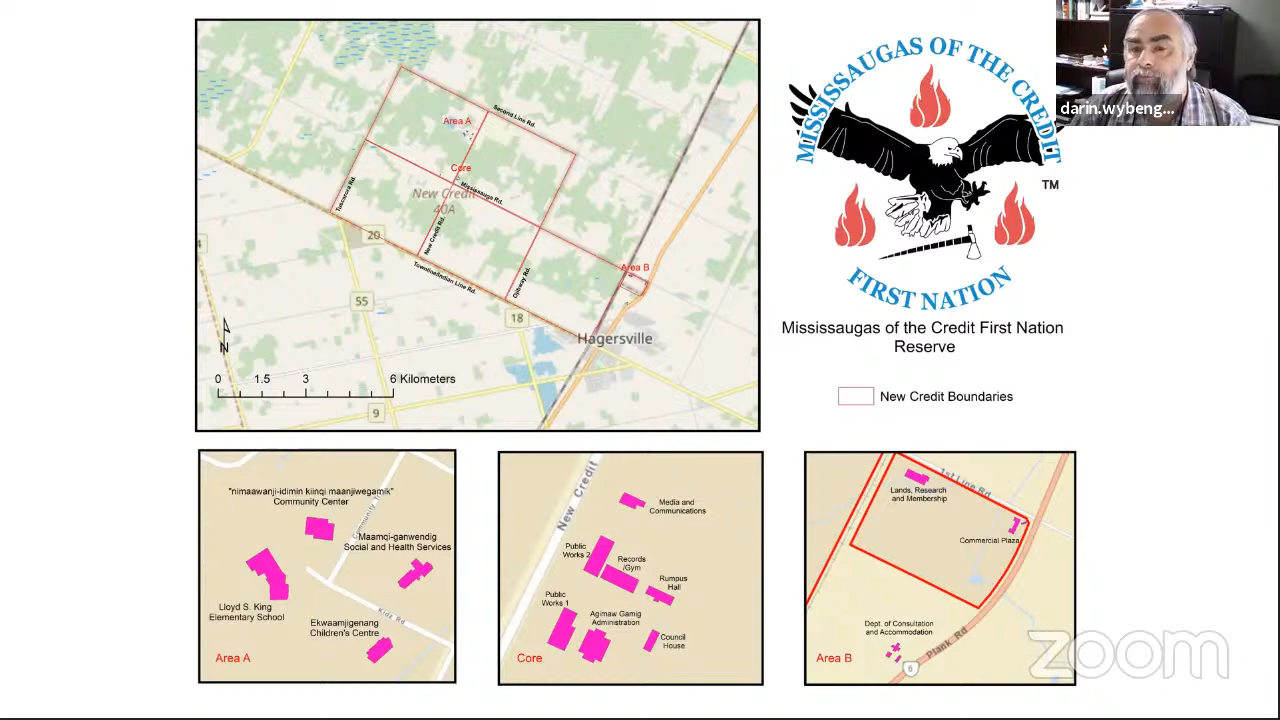 Second Line Rd.
Area A
Core
Mississauga Rd.
New Credit
40A
Tuscarora Rd.
New Credit Rd.
20
Townline/Indian Line Rd.
Ojibway Rd.
Area B
55
18
Hagersville
N
0 1.5 3 6 Kilometers
9
MISSISSAUGAS OF THE CREDIT
TM
FIRST NATION
Mississaugas of the Credit First Nation
Reserve
New Credit Boundaries
darin.wybeng...
"nimaawanji-idimin kiinqi maanjiwegamik"
Community Center
Maamqi-ganwendig
Social and Health Services
Lloyd S. King
Elementary School
Ekwaamjigenang
Children's Centre
Kidz Rd
Area A
New Credit
Media and
Communications
Public
Works 2
Records
/Gym
Rumpus
Hall
Public
Works 1
Agimaw Gamig
Administration
Council
House
Core
1st Line Rd
Lands, Research
and Membership
Commercial Plaza
Dept. of Consultation
and Accommodation
Plank Rd
6
Area B
zoom